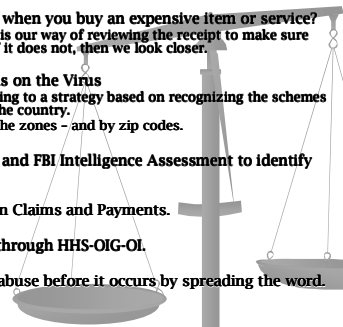 when you buy an expensive item or service?
is our way of reviewing the receipt to make sure
it does not, then we look closer.
s on the Virus
ing to a strategy based on recognizing the schemes
he country.
he zones – and by zip codes.
and FBI Intelligence Assessment to identify
n Claims and Payments.
through HHS-OIG-OI.
abuse before it occurs by spreading the word.